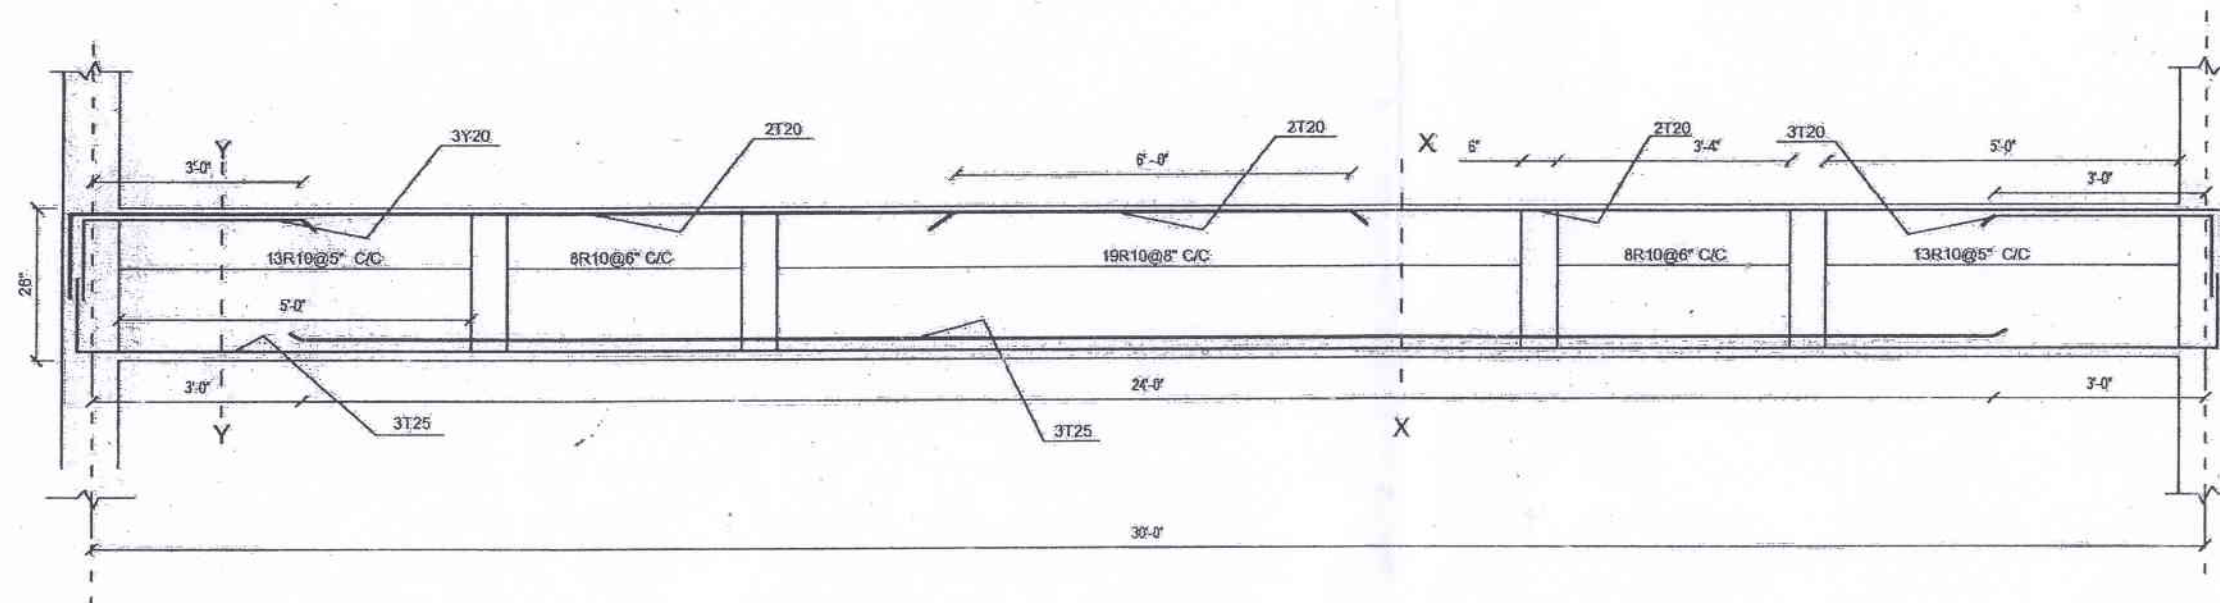 3Y20
2T20
2T20
X
2T20
3T20
Y
3'-0"
6'-0"
6"
3'-4"
5'-0"
3'-0"
13R10@5" C/C
8R10@6" C/C
19R10@8" C/C
8R10@6" C/C
13R10@5" C/C
5'-0"
3'-0"
24'-0"
3'-0"
Y
3T25
3T25
X
30'-0"